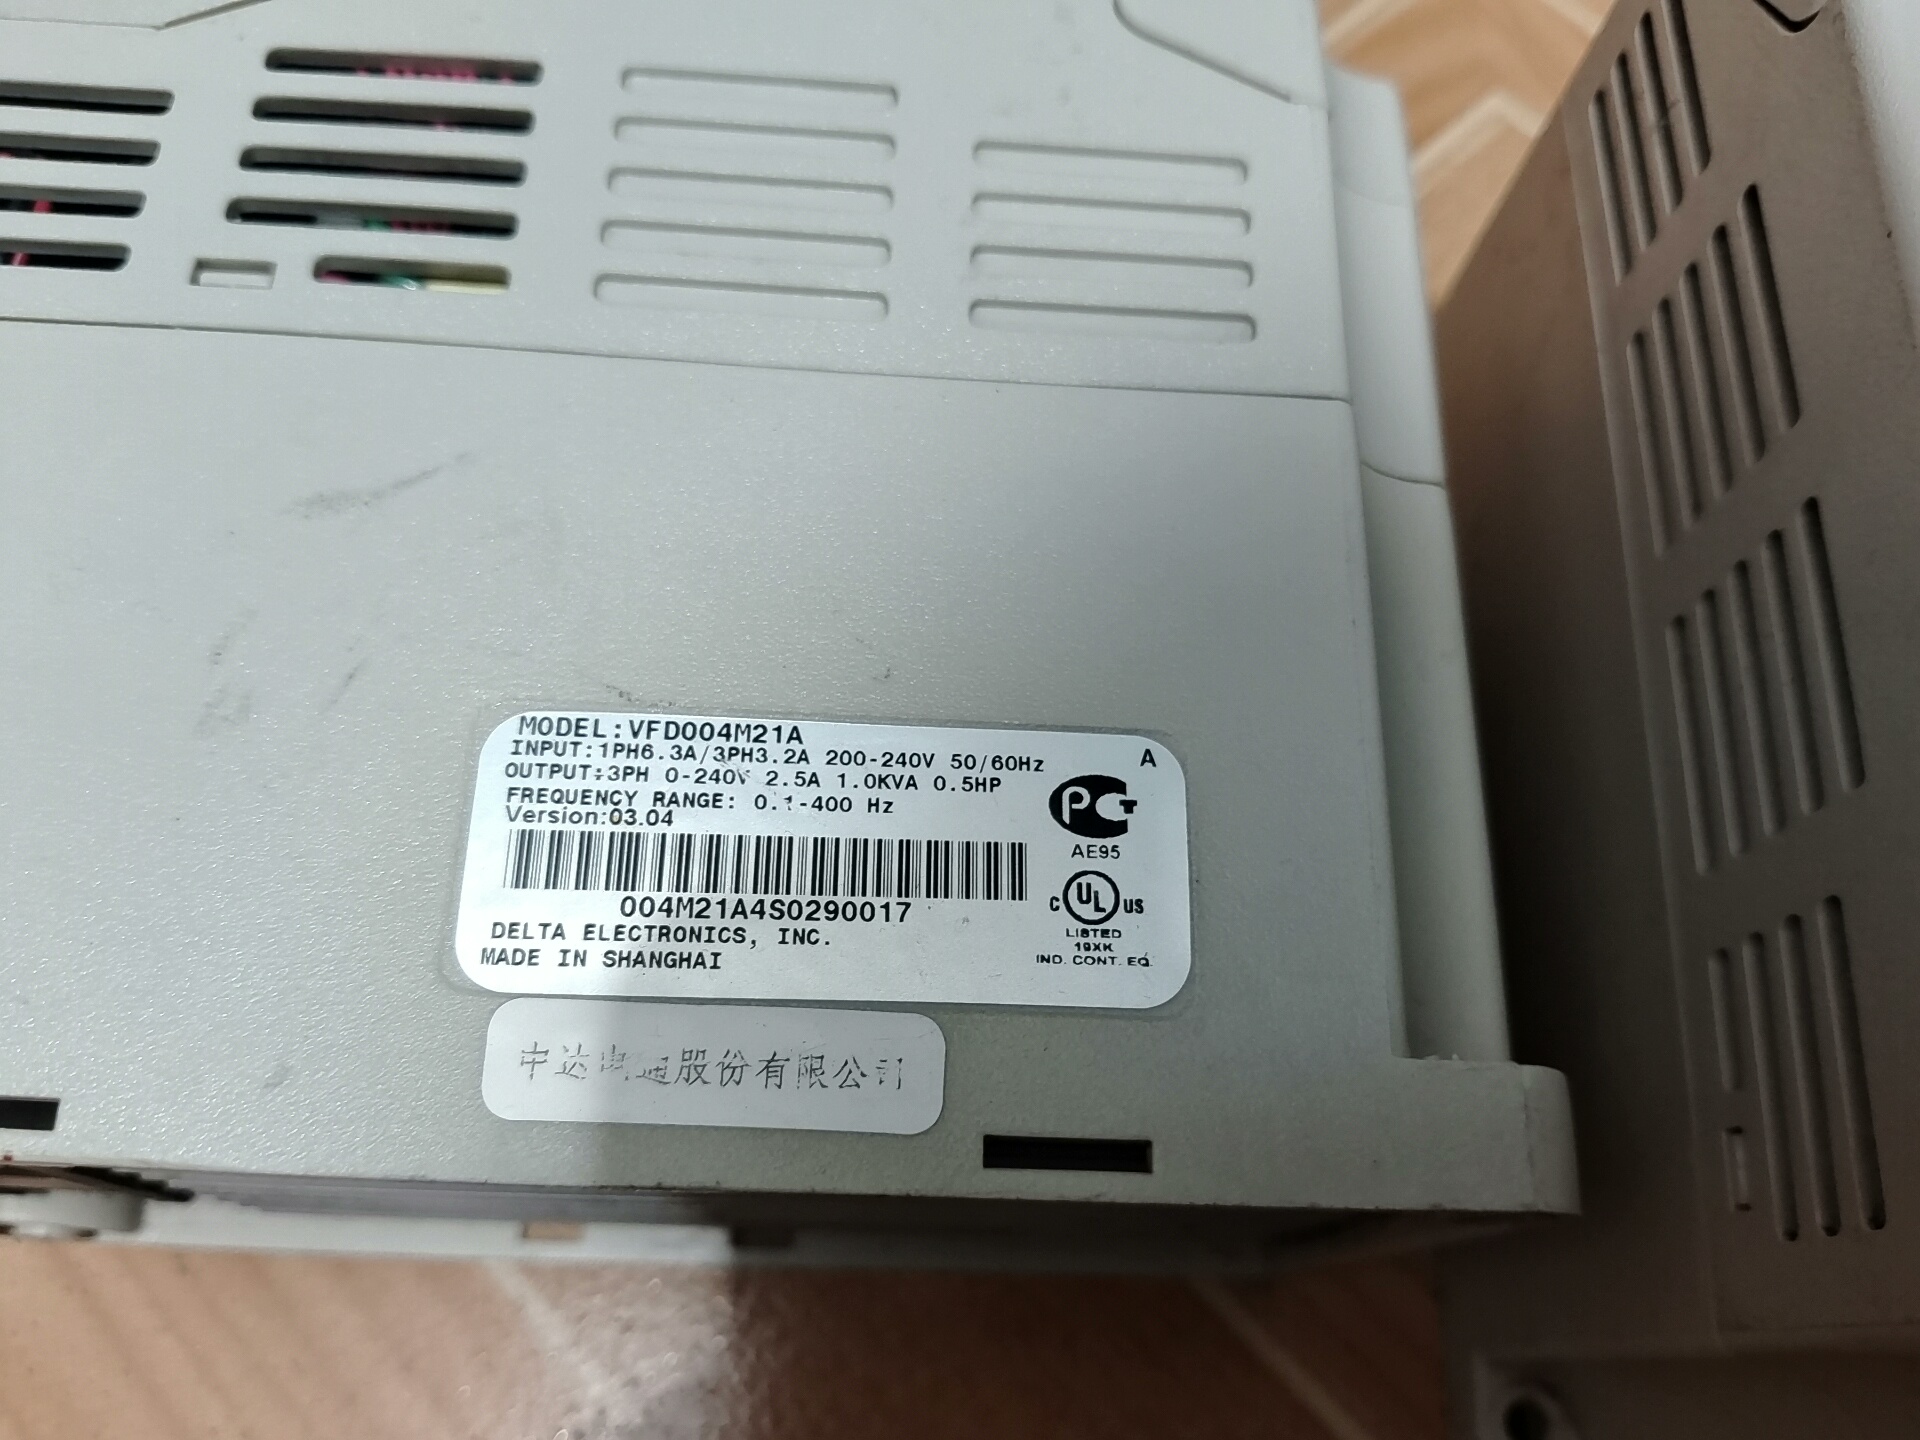 MODEL:VFD004M21A
A
INPUT:1PH6.3A/3PH3.2A 200-240V 50/60Hz
OUTPUT:3PH 0-240V 2.5A 1.0KVA 0.5HP
FREQUENCY RANGE: 0.1-400 Hz
Version:03.04
PCT
AE95
004M21A4S0290017
C UL US
LISTED
19XK
IND. CONT. EQ.
DELTA ELECTRONICS, INC.
MADE IN SHANGHAI
中达电通股份有限公司